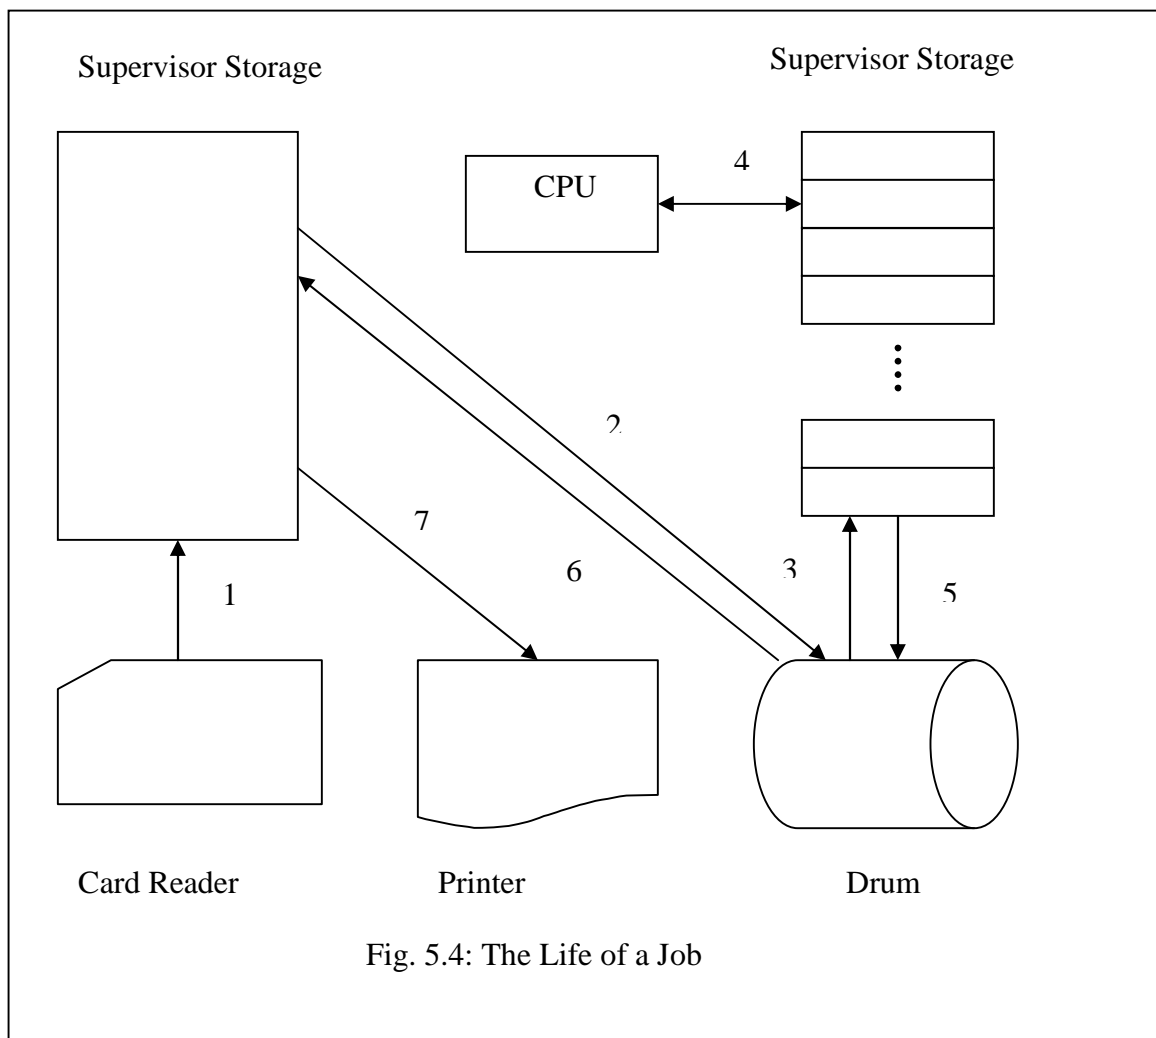 Supervisor Storage
Supervisor Storage
CPU
4
2
7
6
3
5
1
Card Reader
Printer
Drum
Fig. 5.4: The Life of a Job